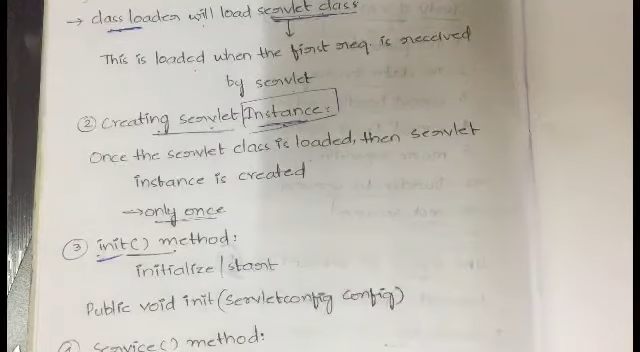 → class loader will load servlet class
↓
This is loaded when the first req. is received
by servlet
② Creating servlet Instance:
Once the servlet class is loaded, then servlet
instance is created
→ only once
③ init() method:
initialize/start
Public void init(Servletconfig config)
④ Service() method: